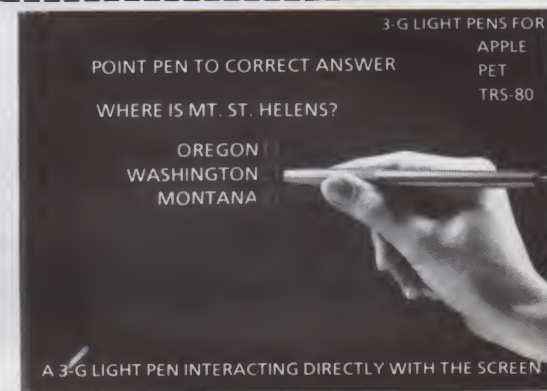 3-G LIGHT PENS FOR
APPLE
PET
TRS-80
POINT PEN TO CORRECT ANSWER
WHERE IS MT. ST. HELENS?
OREGON
WASHINGTON
MONTANA
A 3-G LIGHT PEN INTERACTING DIRECTLY WITH THE SCREEN